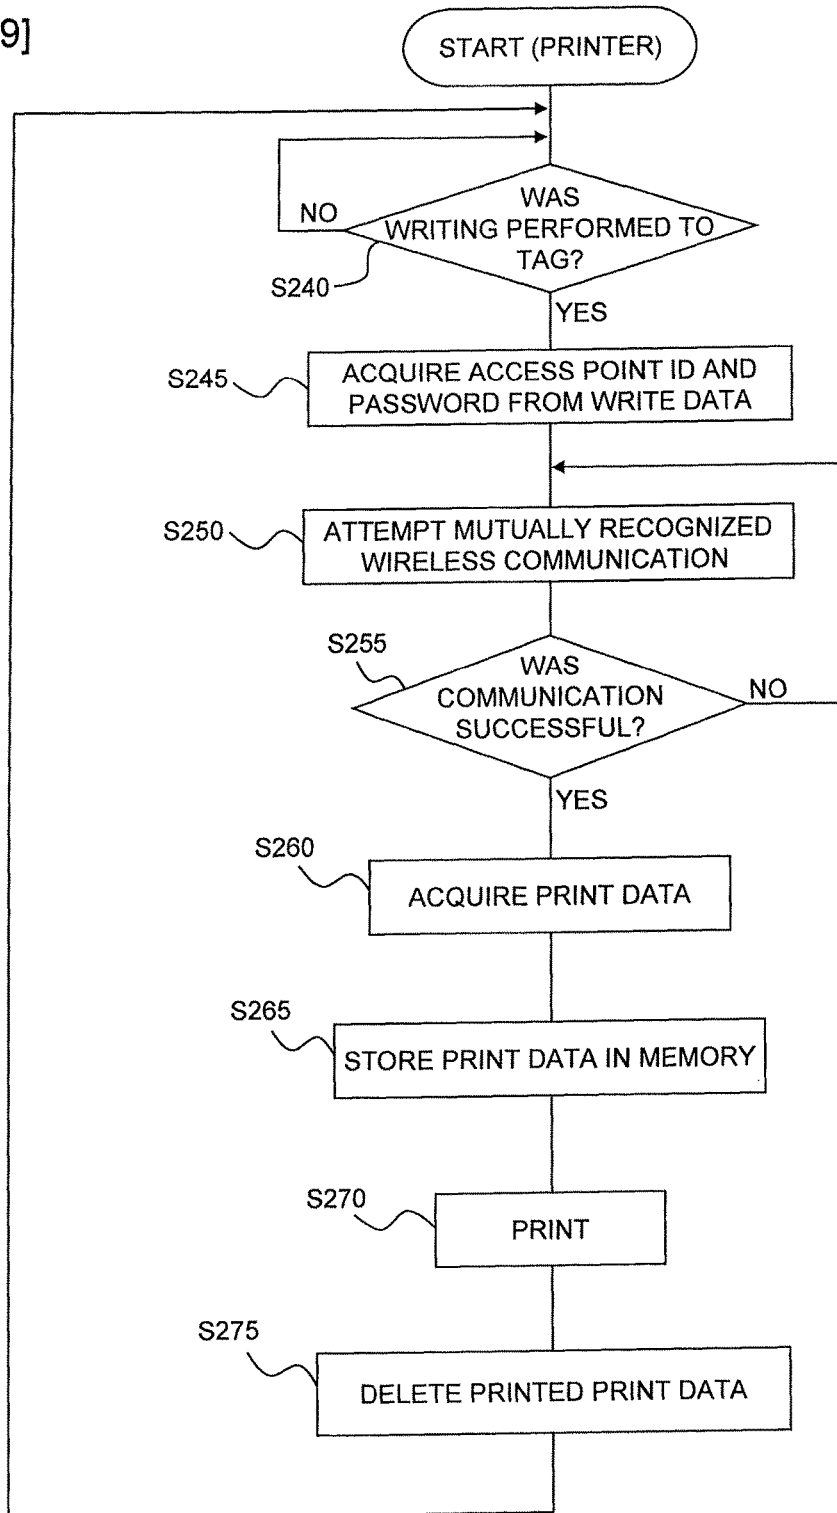 9]
START (PRINTER)
NO
WAS
WRITING PERFORMED TO
TAG?
S240
YES
S245
ACQUIRE ACCESS POINT ID AND
PASSWORD FROM WRITE DATA
S250
ATTEMPT MUTUALLY RECOGNIZED
WIRELESS COMMUNICATION
S255
WAS
COMMUNICATION
SUCCESSFUL?
NO
YES
S260
ACQUIRE PRINT DATA
S265
STORE PRINT DATA IN MEMORY
S270
PRINT
S275
DELETE PRINTED PRINT DATA